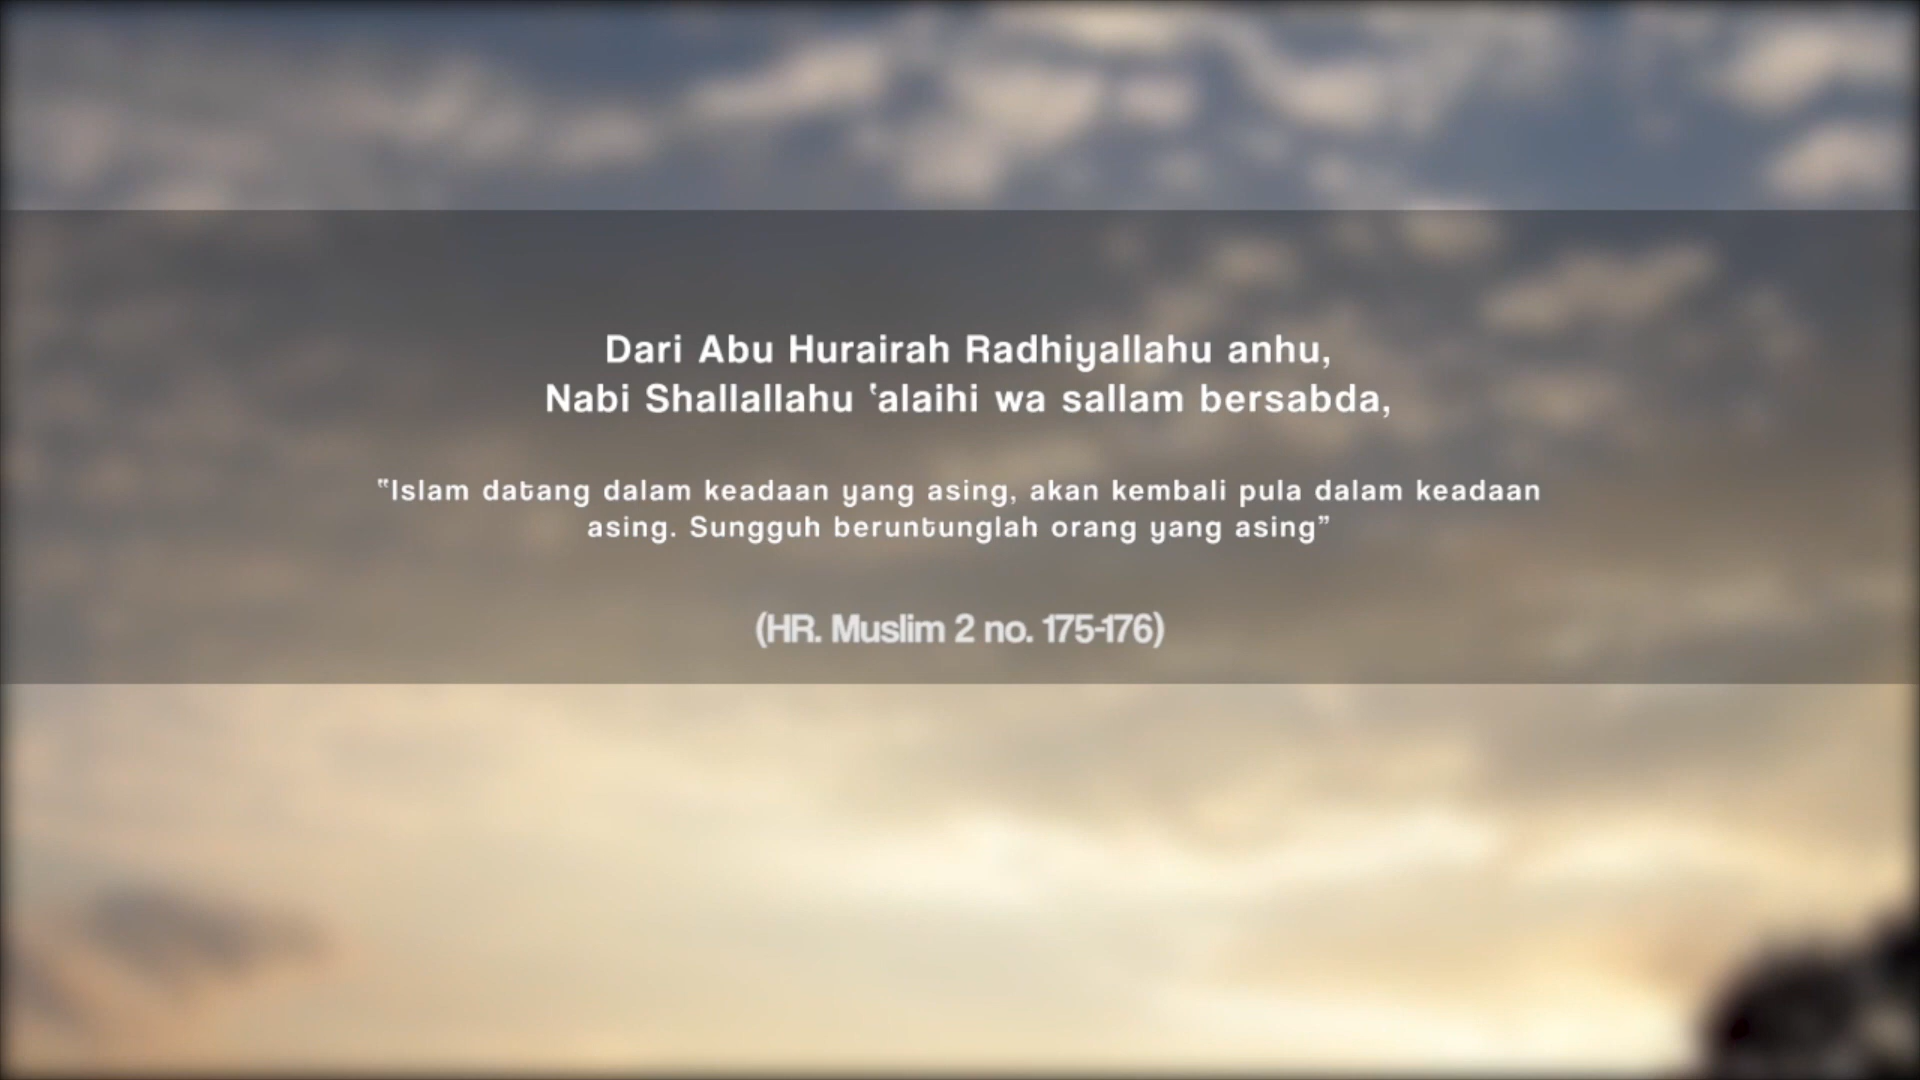 Dari Abu Hurairah Radhiyallahu anhu,
Nabi Shallallahu ‛alaihi wa sallam bersabda,
“Islam datang dalam keadaan yang asing, akan kembali pula dalam keadaan
asing. Sungguh beruntunglah orang yang asing”
(HR. Muslim 2 no. 175-176)